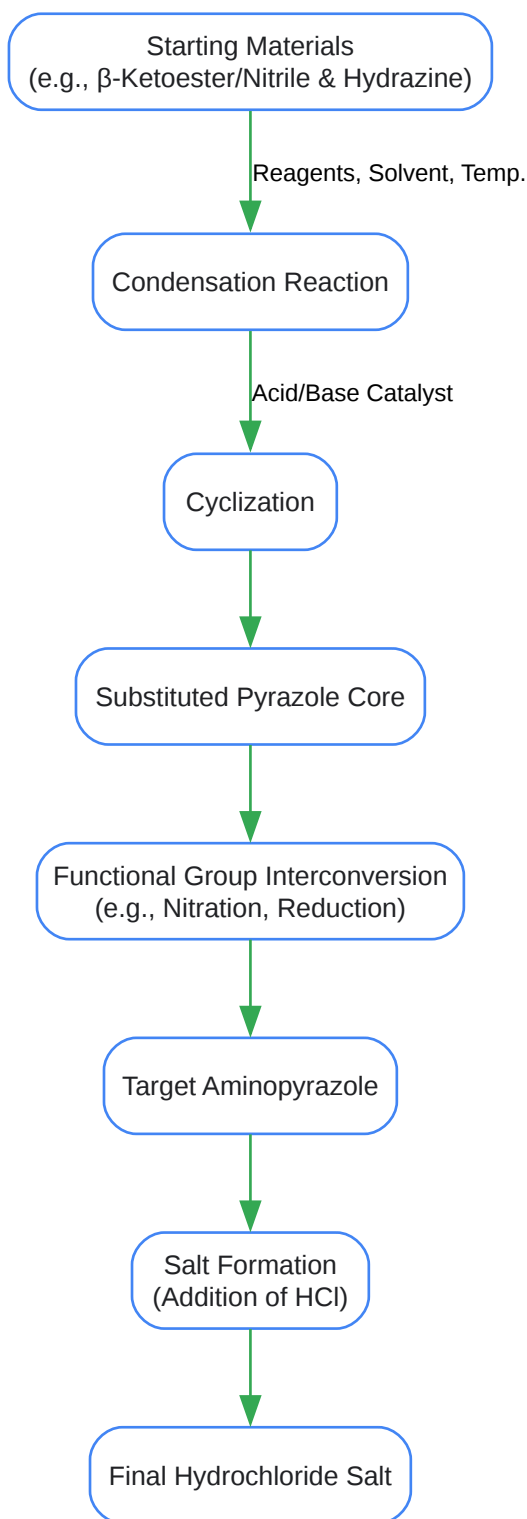 Starting Materials
(e.g., β-Ketoester/Nitrile & Hydrazine)
Reagents, Solvent, Temp.
Condensation Reaction
Acid/Base Catalyst
Cyclization
Substituted Pyrazole Core
Functional Group Interconversion
(e.g., Nitration, Reduction)
Target Aminopyrazole
Salt Formation
(Addition of HCl)
Final Hydrochloride Salt